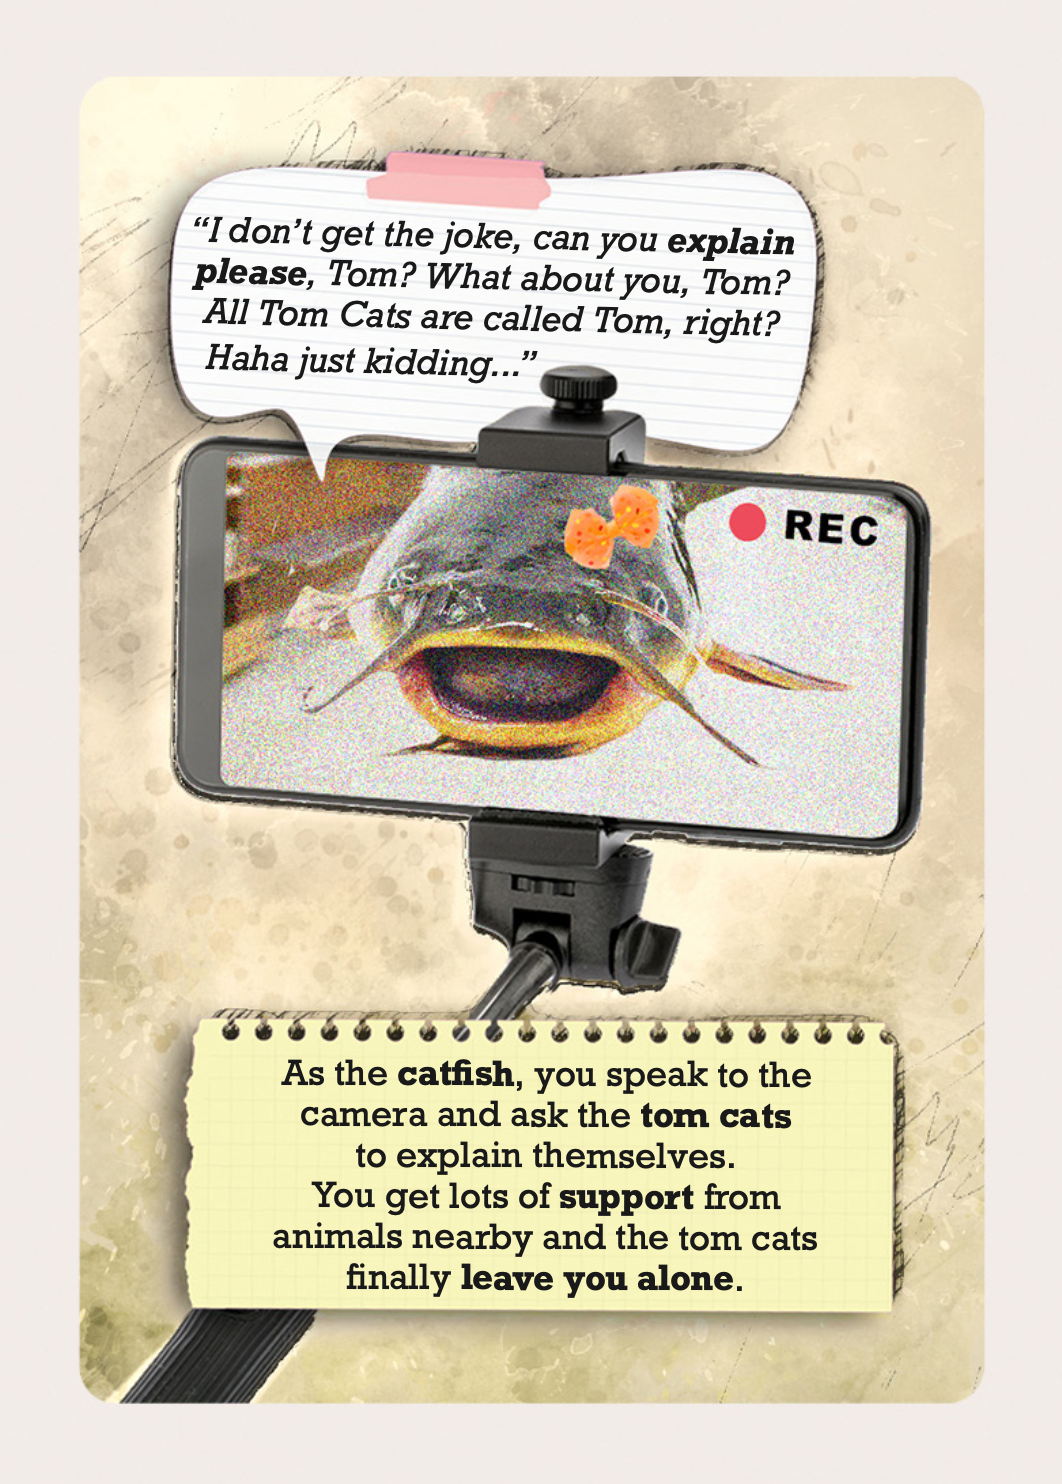 “I don’t get the joke, can you explain
please, Tom? What about you, Tom?
All Tom Cats are called Tom, right?
Haha just kidding...”
REC
As the catfish, you speak to the
camera and ask the tom cats
to explain themselves.
You get lots of support from
animals nearby and the tom cats
finally leave you alone.